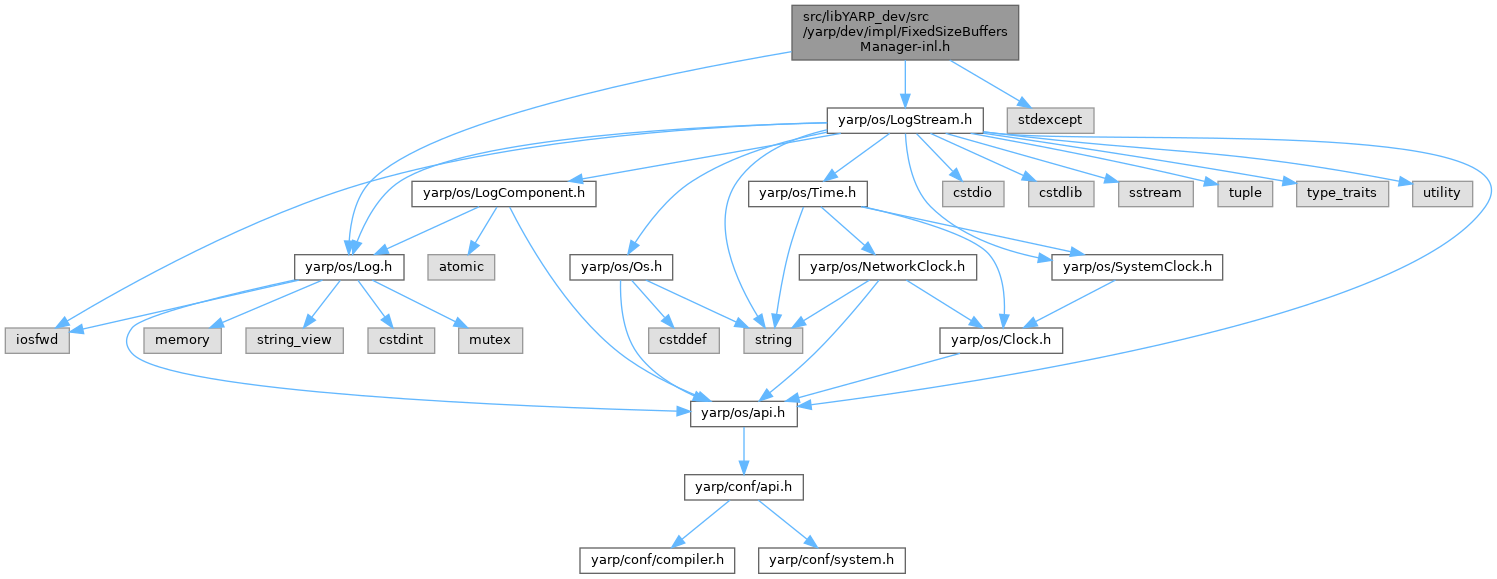 src/libYARP_dev/src
/yarp/dev/impl/FixedSizeBuffers
Manager-inl.h
yarp/os/LogStream.h
stdexcept
yarp/os/LogComponent.h
yarp/os/Time.h
cstdio
cstdlib
sstream
tuple
type_traits
utility
yarp/os/Log.h
atomic
yarp/os/Os.h
yarp/os/NetworkClock.h
yarp/os/SystemClock.h
iosfwd
memory
string_view
cstdint
mutex
cstddef
string
yarp/os/Clock.h
yarp/os/api.h
yarp/conf/api.h
yarp/conf/compiler.h
yarp/conf/system.h